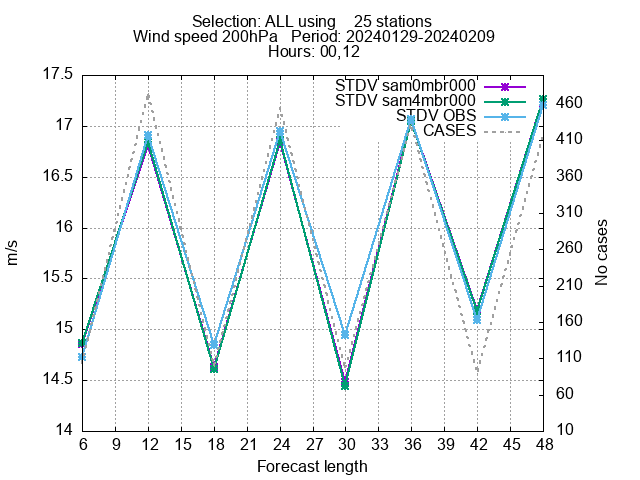 Selection: ALL using 25 stations
Wind speed 200hPa Period: 20240129-20240209
Hours: 00,12
STDV sam0mbr000
STDV sam4mbr000
STDV OBS
CASES
17.5
17
16.5
16
15.5
15
14.5
14
m/s
460
410
360
310
260
210
160
110
60
10
No cases
6 9 12 15 18 21 24 27 30 33 36 39 42 45 48
Forecast length